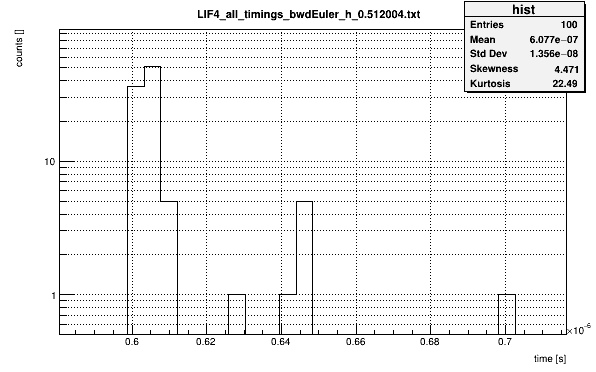 LIF4_all_timings_bwdEuler_h_0.512004.txt
hist
Entries 100
Mean 6.077e−07
Std Dev 1.356e−08
Skewness 4.471
Kurtosis 22.49
counts []
10
1
0.6 0.62 0.64 0.66 0.68 0.7
×10−6
time [s]